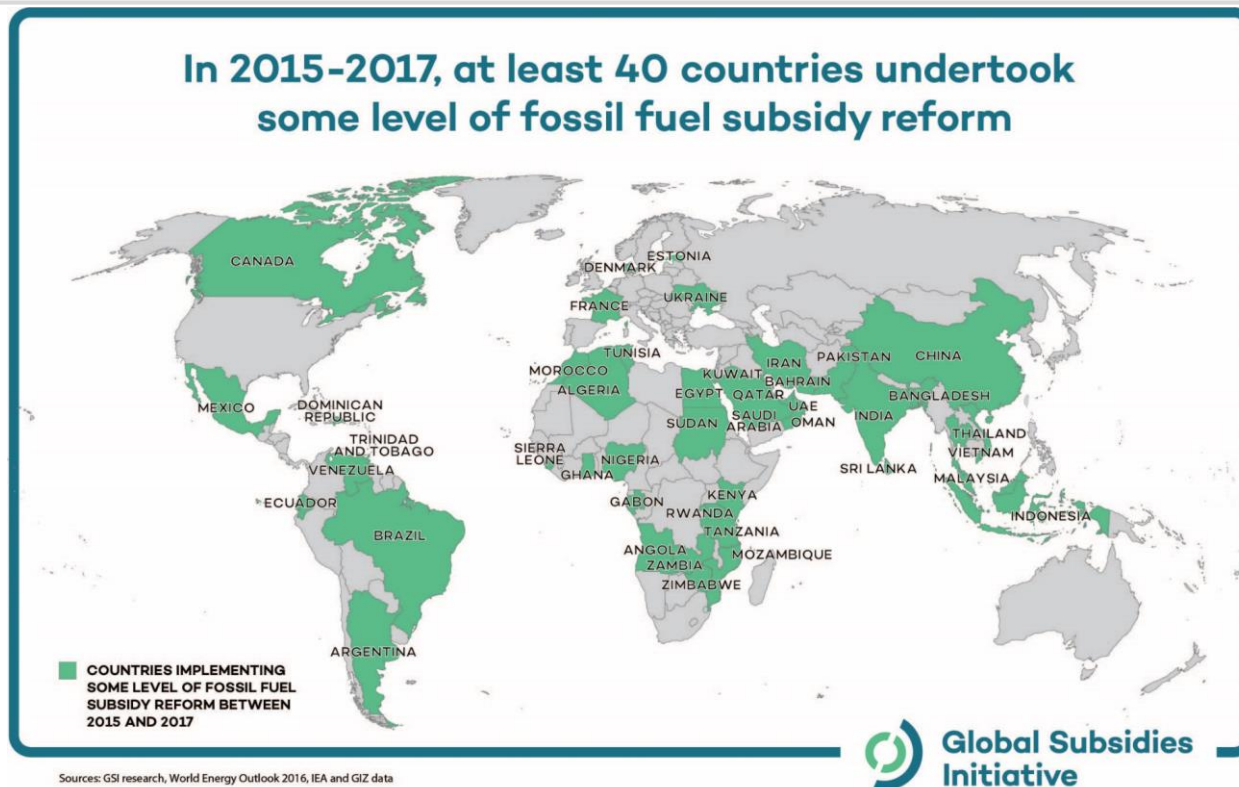 In 2015-2017, at least 40 countries undertook
some level of fossil fuel subsidy reform
CANADA
ESTONIA
DENMARK
UKRAINE
FRANCE
TUNISIA
MOROCCO
ALGERIA
IRAN
PAKISTAN
CHINA
KUWAIT
BAHRAIN
EGYPT
QATAR
BANGLADESH
MEXICO
DOMINICAN
REPUBLIC
UAE
SAUDI
ARABIA
OMAN
INDIA
SUDAN
TRINIDAD
AND TOBAGO
SIERRA
LEONE
NIGERIA
THAILAND
VIETNAM
VENEZUELA
GHANA
SRI LANKA
MALAYSIA
ECUADOR
GABON
KENYA
RWANDA
INDONESIA
BRAZIL
TANZANIA
ANGOLA
MOZAMBIQUE
ZAMBIA
ZIMBABWE
ARGENTINA
COUNTRIES IMPLEMENTING
SOME LEVEL OF FOSSIL FUEL
SUBSIDY REFORM BETWEEN
2015 AND 2017
Global Subsidies
Initiative
Sources: GSI research, World Energy Outlook 2016, IEA and GIZ data